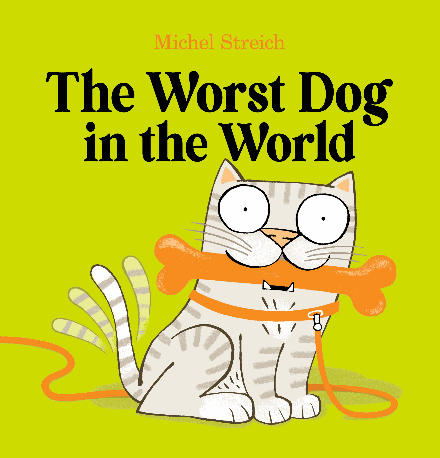 Michel Streich
The Worst Dog
in the World